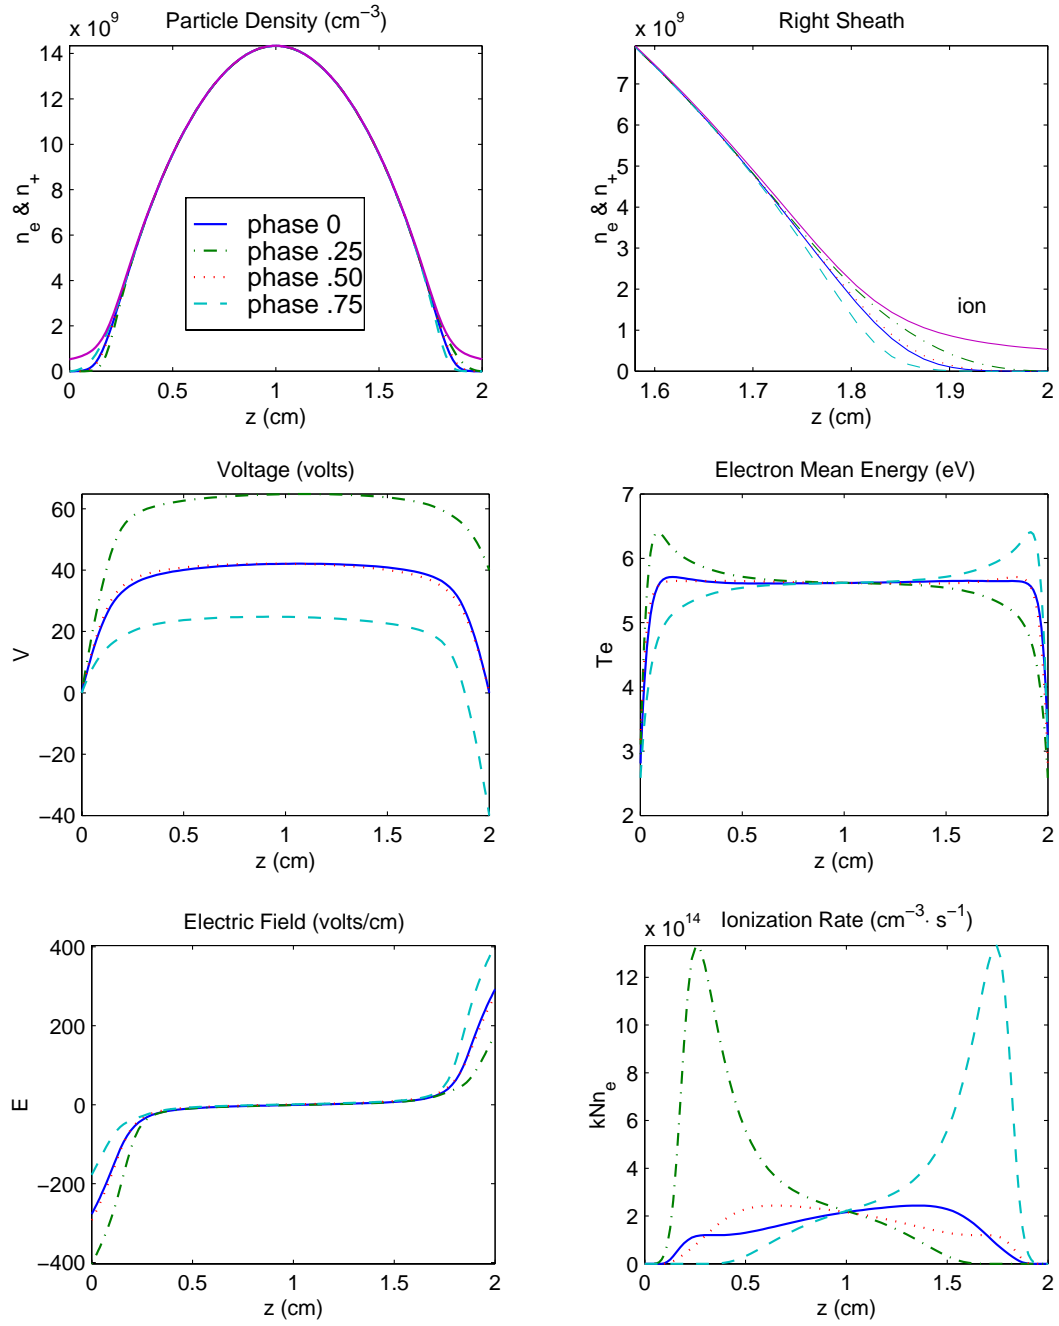 Particle Density (cm−3)
x 10^9
14
12
10
8
6
4
2
0
0 0.5 1 1.5 2
z (cm)
n_e & n_+
phase 0
phase .25
phase .50
phase .75
Right Sheath
x 10^9
7
6
5
4
3
2
1
0
1.6 1.7 1.8 1.9 2
z (cm)
n_e & n_+
ion
Voltage (volts)
60
40
20
0
−20
−40
0 0.5 1 1.5 2
z (cm)
V
Electron Mean Energy (eV)
7
6
5
4
3
2
0 0.5 1 1.5 2
z (cm)
Te
Electric Field (volts/cm)
400
200
0
−200
−400
0 0.5 1 1.5 2
z (cm)
E
Ionization Rate (cm−3· s−1)
x 10^14
12
10
8
6
4
2
0
0 0.5 1 1.5 2
z (cm)
kNn_e